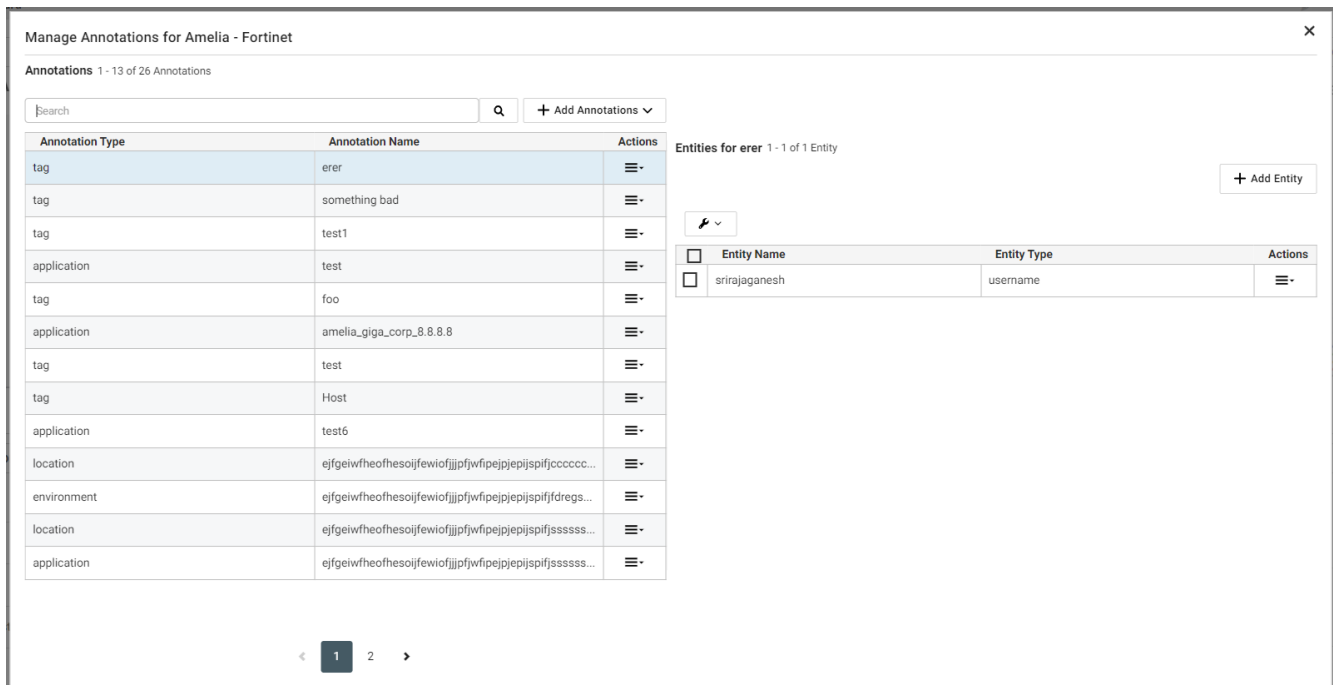 Manage Annotations for Amelia - Fortinet
Annotations 1 - 13 of 26 Annotations
Search
Add Annotations
Annotation Type Annotation Name Actions
tag erer
tag something bad
tag test1
application test
tag foo
application amelia_giga_corp_8.8.8.8
tag test
tag Host
application test6
location ejfgeiwfheofhesoijfewiofjjjpfjwfipejpjepijspifjcccccc...
environment ejfgeiwfheofhesoijfewiofjjjpfjwfipejpjepijspifjfdregs...
location ejfgeiwfheofhesoijfewiofjjjpfjwfipejpjepijspifjssssss...
application ejfgeiwfheofhesoijfewiofjjjpfjwfipejpjepijspifjssssss...
1 2
Entities for erer 1 - 1 of 1 Entity
Add Entity
Entity Name Entity Type Actions
srirajaganesh username